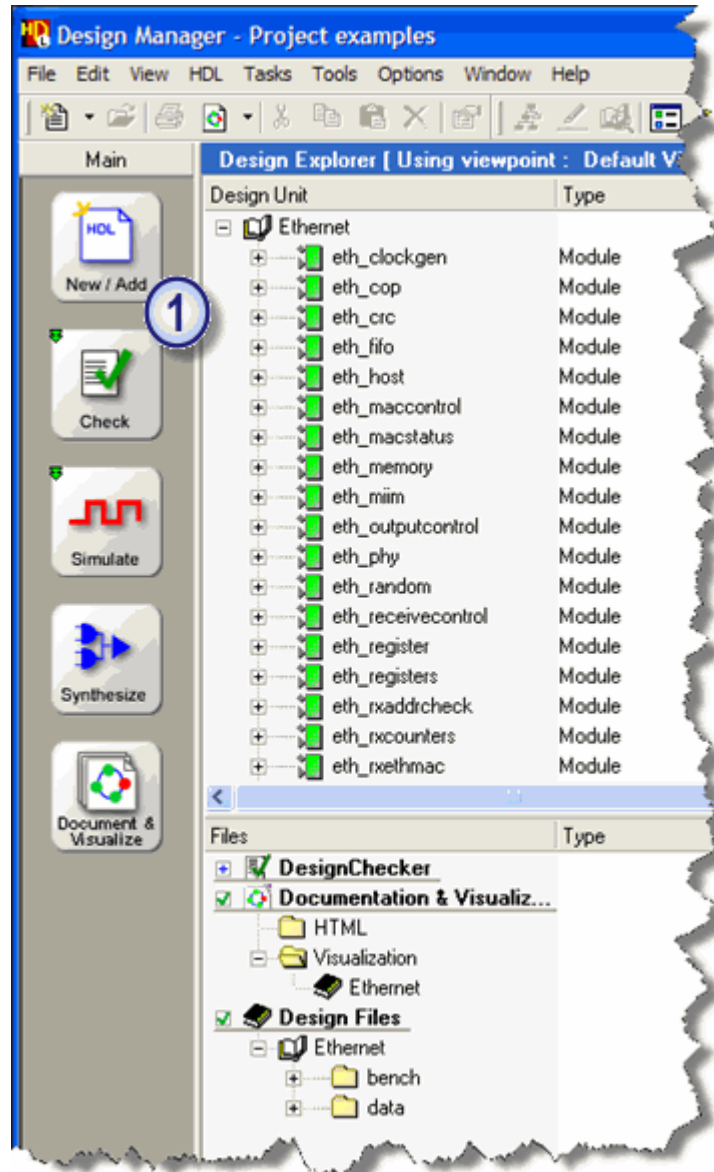 Design Manager - Project examples
File Edit View HDL Tasks Tools Options Window Help
Main
Design Explorer [ Using viewpoint : Default V
Design Unit Type
Ethernet
eth_clockgen Module
eth_cop Module
eth_crc Module
eth_fifo Module
eth_host Module
eth_maccontrol Module
eth_macstatus Module
eth_memory Module
eth_miim Module
eth_outputcontrol Module
eth_phy Module
eth_random Module
eth_receivecontrol Module
eth_register Module
eth_registers Module
eth_rxaddrcheck Module
eth_rxcounters Module
eth_rxethmac Module
HDL
New / Add
1
Check
Simulate
Synthesize
Document &
Visualize
Files Type
DesignChecker
Documentation & Visualiz...
HTML
Visualization
Ethernet
Design Files
Ethernet
bench
data